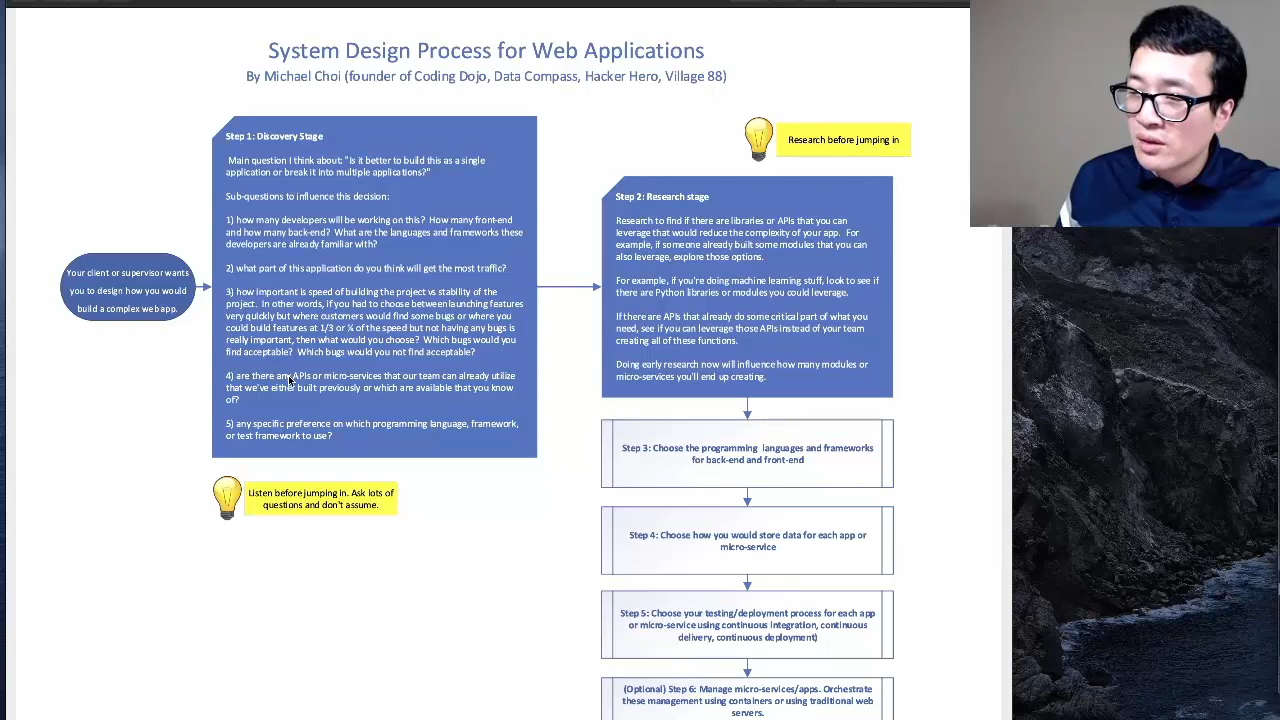 System Design Process for Web Applications
By Michael Choi (founder of Coding Dojo, Data Compass, Hacker Hero, Village 88)
Your client or supervisor wants
you to design how you would
build a complex web app.
Step 1: Discovery Stage
Main question I think about: "Is it better to build this as a single
application or break it into multiple applications?"
Sub-questions to influence this decision:
1) how many developers will be working on this? How many front-end
and how many back-end? What are the languages and frameworks these
developers are already familiar with?
2) what part of this application do you think will get the most traffic?
3) how important is speed of building the project vs stability of the
project. In other words, if you had to choose between launching features
very quickly but where customers would find some bugs or where you
could build features at 1/3 or ¼ of the speed but not having any bugs is
really important, then what would you choose? Which bugs would you
find acceptable? Which bugs would you not find acceptable?
4) are there any APIs or micro-services that our team can already utilize
that we've either built previously or which are available that you know
of?
5) any specific preference on which programming language, framework,
or test framework to use?
Listen before jumping in. Ask lots of
questions and don't assume.
Research before jumping in
Step 2: Research stage
Research to find if there are libraries or APIs that you can
leverage that would reduce the complexity of your app. For
example, if someone already built some modules that you can
also leverage, explore those options.
For example, if you're doing machine learning stuff, look to see if
there are Python libraries or modules you could leverage.
If there are APIs that already do some critical part of what you
need, see if you can leverage those APIs instead of your team
creating all of these functions.
Doing early research now will influence how many modules or
micro-services you'll end up creating.
Step 3: Choose the programming languages and frameworks
for back-end and front-end
Step 4: Choose how you would store data for each app or
micro-service
Step 5: Choose your testing/deployment process for each app
or micro-service using continuous integration, continuous
delivery, continuous deployment)
(Optional) Step 6: Manage micro-services/apps. Orchestrate
these management using containers or using traditional web
servers.